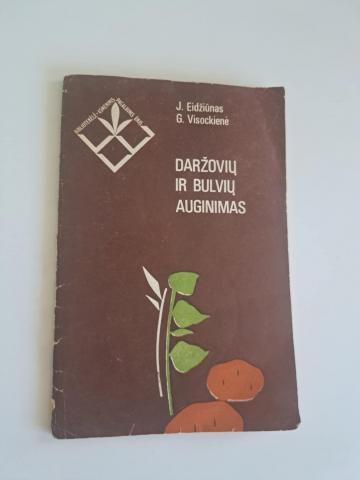 J. Eidžiūnas
G. Visockienė
DARŽOVIŲ
IR BULVIŲ
AUGINIMAS